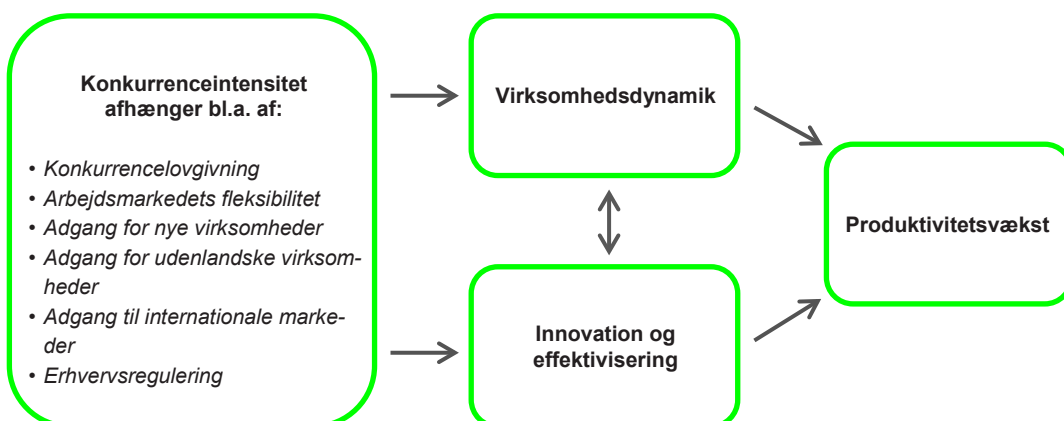 Konkurrenceintensitet
afhænger bl.a. af:
• Konkurrencelovgivning
• Arbejdsmarkedets fleksibilitet
• Adgang for nye virksomheder
• Adgang for udenlandske virksom-
heder
• Adgang til internationale marke-
der
• Erhvervsregulering
Virksomhedsdynamik
Innovation og
effektivisering
Produktivitetsvækst